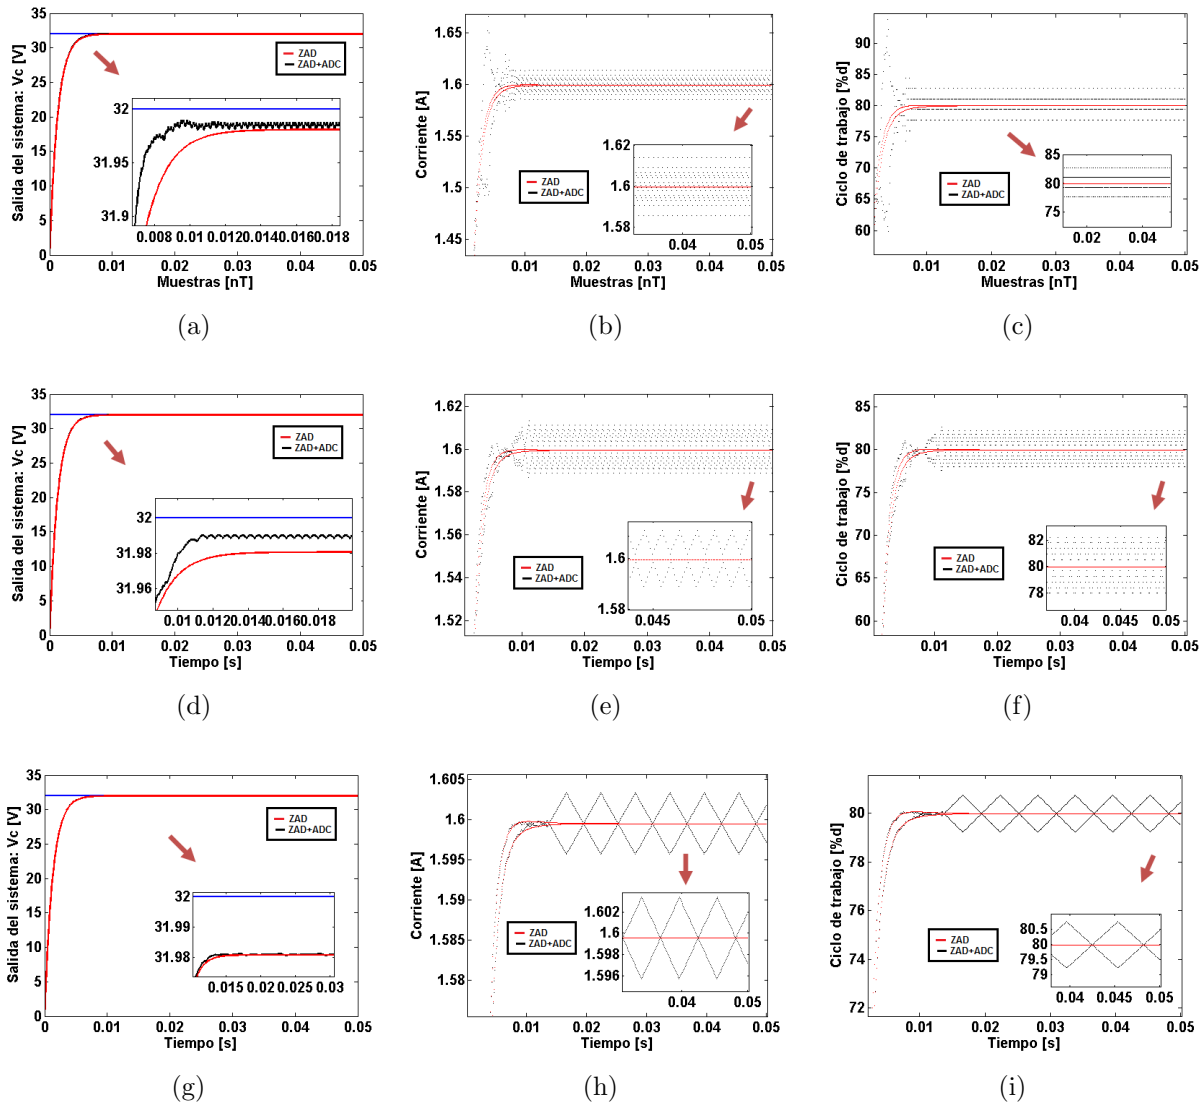 Salida del sistema: Vc [V]
35
30
25
20
15
10
5
0
ZAD
ZAD+ADC
32
31.95
31.9
0.008 0.010 0.012 0.014 0.016 0.018
0 0.01 0.02 0.03 0.04 0.05
Muestras [nT]
(a)
Corriente [A]
1.65
1.6
1.55
1.5
1.45
ZAD
ZAD+ADC
1.62
1.6
1.58
0.04 0.05
0.01 0.02 0.03 0.04 0.05
Muestras [nT]
(b)
Ciclo de trabajo [%d]
90
85
80
75
70
65
60
ZAD
ZAD+ADC
85
80
75
0.02 0.04
0.01 0.02 0.03 0.04 0.05
Muestras [nT]
(c)
Salida del sistema: Vc [V]
35
30
25
20
15
10
5
0
ZAD
ZAD+ADC
32
31.98
31.96
0.010 0.012 0.014 0.016 0.018
0 0.01 0.02 0.03 0.04 0.05
Tiempo [s]
(d)
Corriente [A]
1.62
1.6
1.58
1.56
1.54
1.52
ZAD
ZAD+ADC
1.6
1.58
0.045 0.05
0.01 0.02 0.03 0.04 0.05
Tiempo [s]
(e)
Ciclo de trabajo [%d]
85
80
75
70
65
60
ZAD
ZAD+ADC
82
80
78
0.04 0.045 0.05
0.01 0.02 0.03 0.04 0.05
Tiempo [s]
(f)
Salida del sistema: Vc [V]
35
30
25
20
15
10
5
0
ZAD
ZAD+ADC
32
31.99
31.98
0.015 0.02 0.025 0.03
0 0.01 0.02 0.03 0.04 0.05
Tiempo [s]
(g)
Corriente [A]
1.605
1.6
1.595
1.585
1.58
ZAD
ZAD+ADC
1.602
1.6
1.598
1.596
0.04 0.05
0.01 0.02 0.03 0.04 0.05
Tiempo [s]
(h)
Ciclo de trabajo [%d]
80
78
76
74
72
ZAD
ZAD+ADC
80.5
80
79.5
79
0.04 0.045 0.05
0.01 0.02 0.03 0.04 0.05
Tiempo [s]
(i)